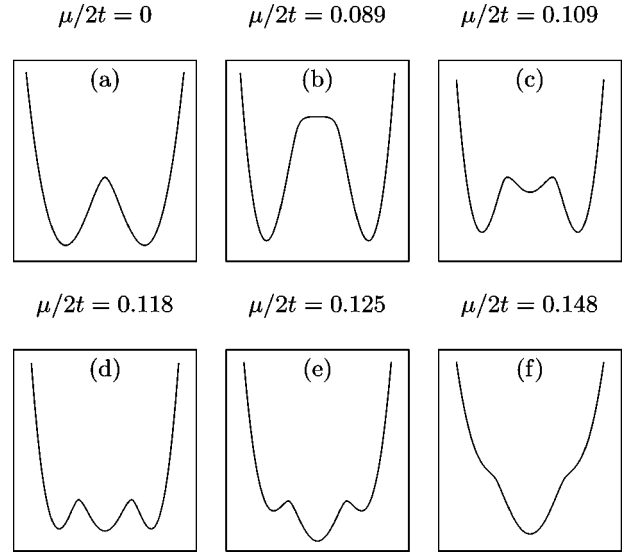 μ/2t = 0 μ/2t = 0.089 μ/2t = 0.109
(a) (b) (c)
μ/2t = 0.118 μ/2t = 0.125 μ/2t = 0.148
(d) (e) (f)